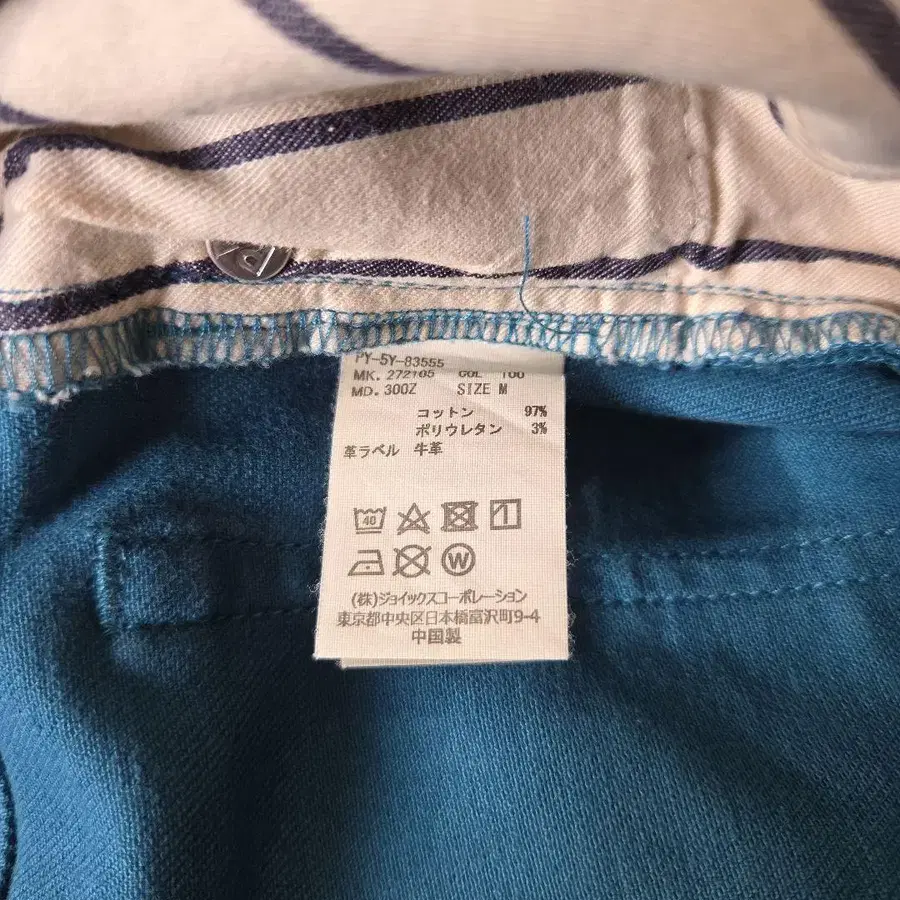 PY-5Y-83555
MK. 272105 COL 100
MD. 300Z SIZE M
コットン 97%
ポリウレタン 3%
革ラベル 牛革
40
W
(株)ジョイックスコーポレーション
東京都中央区日本橋富沢町9-4
中国製